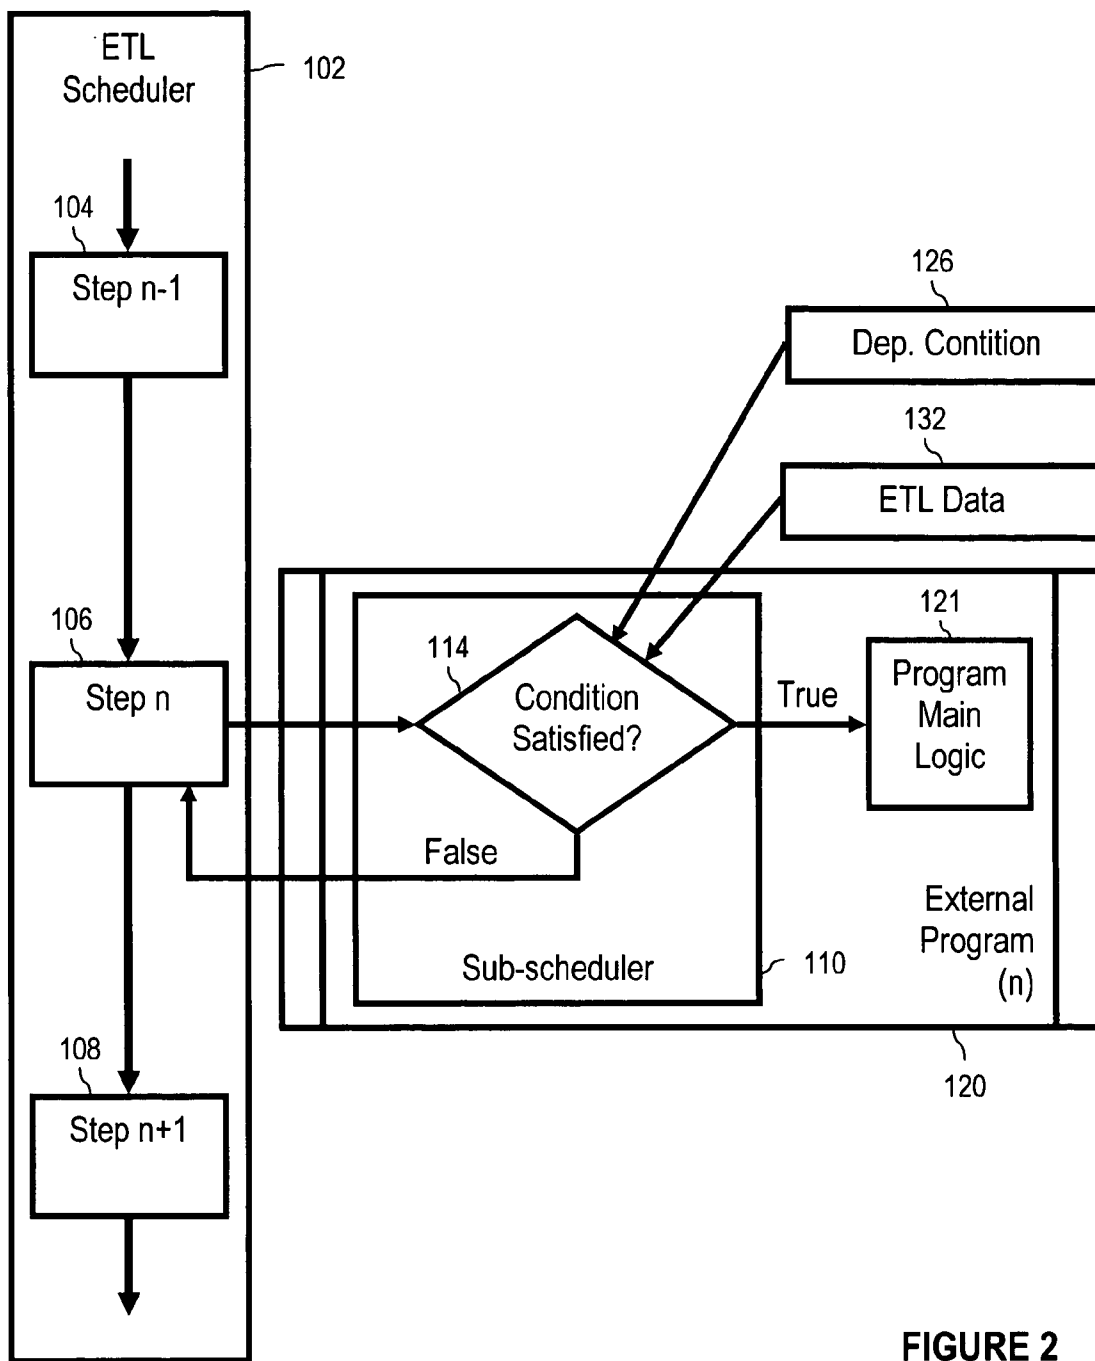 ETL
Scheduler
102
104
Step n-1
126
Dep. Contition
132
ETL Data
106
Step n
114
Condition
Satisfied?
True
121
Program
Main
Logic
False
Sub-scheduler
110
External
Program
(n)
120
108
Step n+1
FIGURE 2